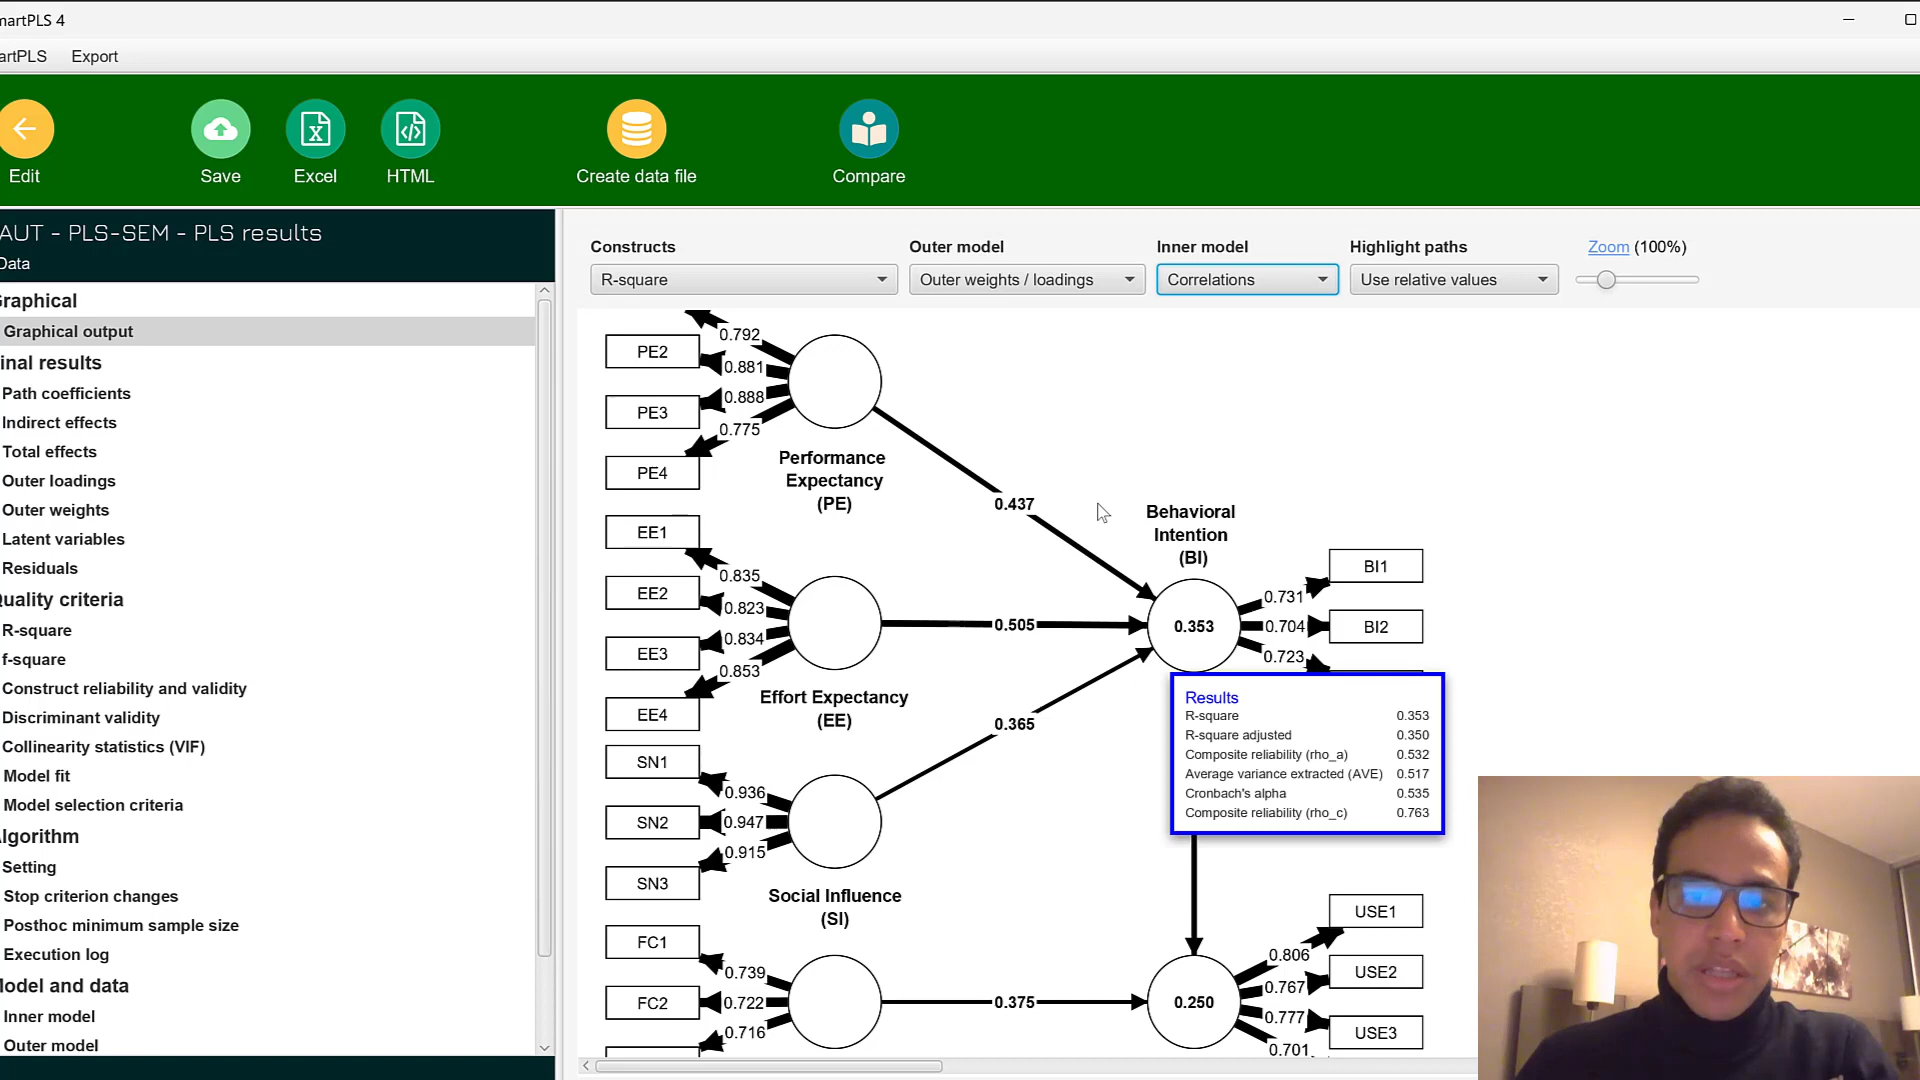 martPLS 4
artPLS Export
Edit
Save
Excel
HTML
Create data file
Compare
AUT - PLS-SEM - PLS results
Data
Graphical
Graphical output
inal results
Path coefficients
Indirect effects
Total effects
Outer loadings
Outer weights
Latent variables
Residuals
Quality criteria
R-square
f-square
Construct reliability and validity
Discriminant validity
Collinearity statistics (VIF)
Model fit
Model selection criteria
lgorithm
Setting
Stop criterion changes
Posthoc minimum sample size
Execution log
Model and data
Inner model
Outer model
Constructs
R-square
Outer model
Outer weights / loadings
Inner model
Correlations
Highlight paths
Use relative values
Zoom (100%)
PE2
PE3
PE4
0.792
0.881
0.888
0.775
Performance
Expectancy
(PE)
0.437
EE1
EE2
EE3
EE4
0.835
0.823
0.834
0.853
Effort Expectancy
(EE)
0.505
SN1
SN2
SN3
0.936
0.947
0.915
Social Influence
(SI)
0.365
FC1
FC2
0.739
0.722
0.716
0.375
Behavioral
Intention
(BI)
0.353
0.731
0.704
0.723
BI1
BI2
Results
R-square 0.353
R-square adjusted 0.350
Composite reliability (rho_a) 0.532
Average variance extracted (AVE) 0.517
Cronbach's alpha 0.535
Composite reliability (rho_c) 0.763
0.250
0.806
0.767
0.777
0.701
USE1
USE2
USE3